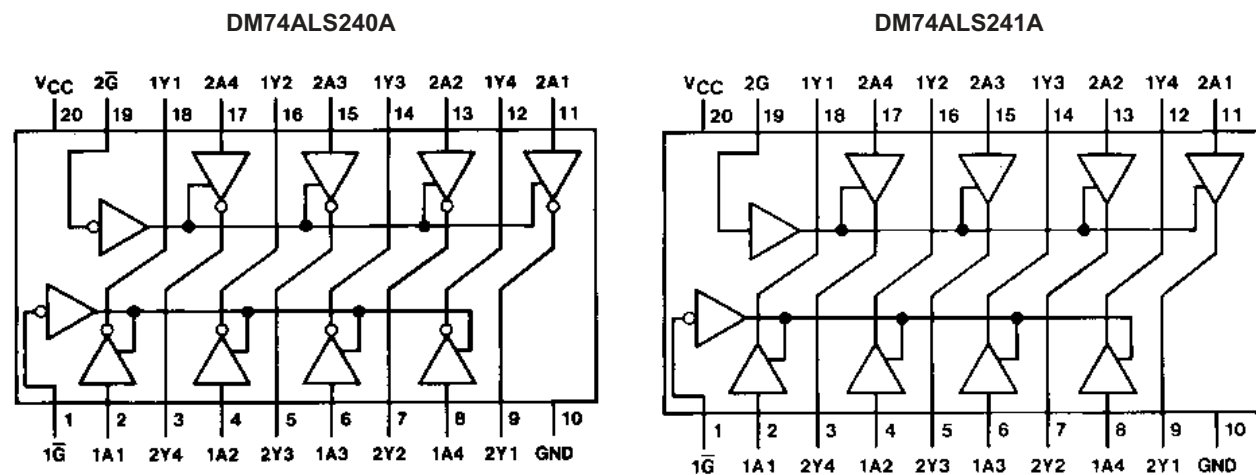 DM74ALS240A
VCC 2G̅ 1Y1 2A4 1Y2 2A3 1Y3 2A2 1Y4 2A1
20 19 18 17 16 15 14 13 12 11
1 2 3 4 5 6 7 8 9 10
1G̅ 1A1 2Y4 1A2 2Y3 1A3 2Y2 1A4 2Y1 GND
DM74ALS241A
VCC 2G 1Y1 2A4 1Y2 2A3 1Y3 2A2 1Y4 2A1
20 19 18 17 16 15 14 13 12 11
1 2 3 4 5 6 7 8 9 10
1G̅ 1A1 2Y4 1A2 2Y3 1A3 2Y2 1A4 2Y1 GND